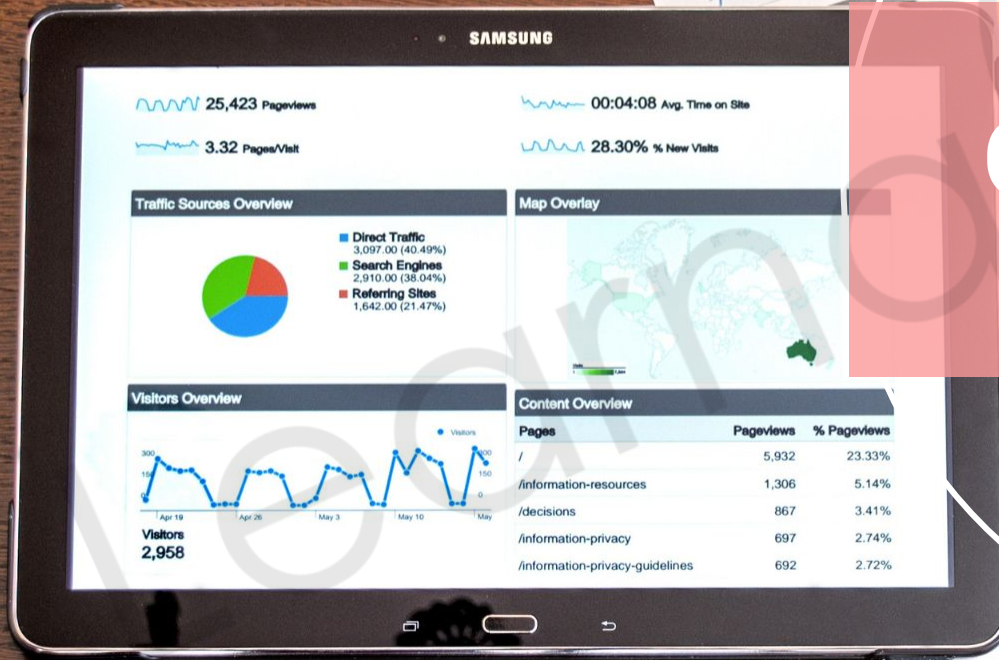 SAMSUNG
25,423 Pageviews
00:04:08 Avg. Time on Site
3.32 Pages/Visit
28.30% % New Visits
Traffic Sources Overview
Direct Traffic
3,097.00 (40.49%)
Search Engines
2,910.00 (38.04%)
Referring Sites
1,642.00 (21.47%)
Map Overlay
Visitors Overview
Visitors
300
300
150
150
0
0
Apr 19 Apr 26 May 3 May 10 May
Visitors
2,958
Content Overview
Pages Pageviews % Pageviews
/ 5,932 23.33%
/information-resources 1,306 5.14%
/decisions 867 3.41%
/information-privacy 697 2.74%
/information-privacy-guidelines 692 2.72%
Learnd